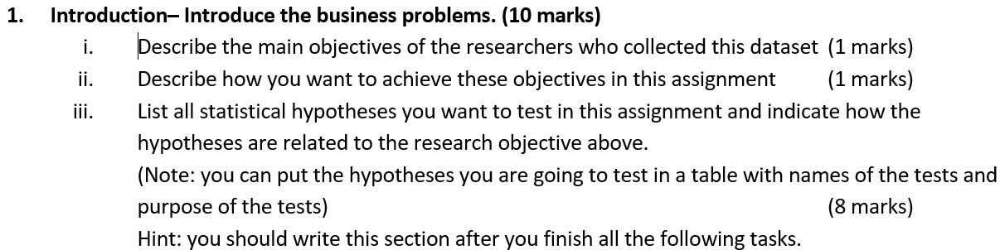 1. Introduction– Introduce the business problems. (10 marks)
i. Describe the main objectives of the researchers who collected this dataset (1 marks)
ii. Describe how you want to achieve these objectives in this assignment (1 marks)
iii. List all statistical hypotheses you want to test in this assignment and indicate how the
hypotheses are related to the research objective above.
(Note: you can put the hypotheses you are going to test in a table with names of the tests and
purpose of the tests) (8 marks)
Hint: you should write this section after you finish all the following tasks.